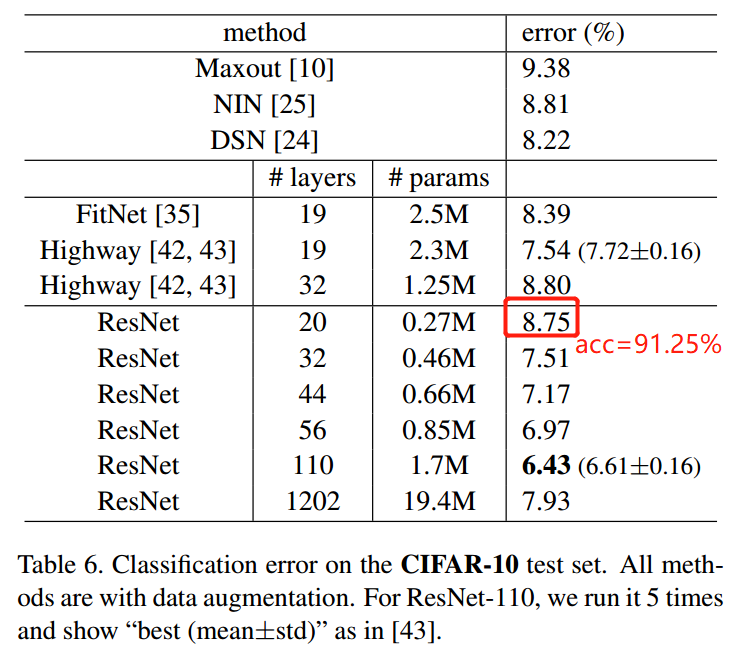 method error (%)
Maxout [10] 9.38
NIN [25] 8.81
DSN [24] 8.22
# layers # params
FitNet [35] 19 2.5M 8.39
Highway [42, 43] 19 2.3M 7.54 (7.72±0.16)
Highway [42, 43] 32 1.25M 8.80
ResNet 20 0.27M 8.75
acc=91.25%
ResNet 32 0.46M 7.51
ResNet 44 0.66M 7.17
ResNet 56 0.85M 6.97
ResNet 110 1.7M 6.43 (6.61±0.16)
ResNet 1202 19.4M 7.93
Table 6. Classification error on the CIFAR-10 test set. All meth-
ods are with data augmentation. For ResNet-110, we run it 5 times
and show “best (mean±std)” as in [43].